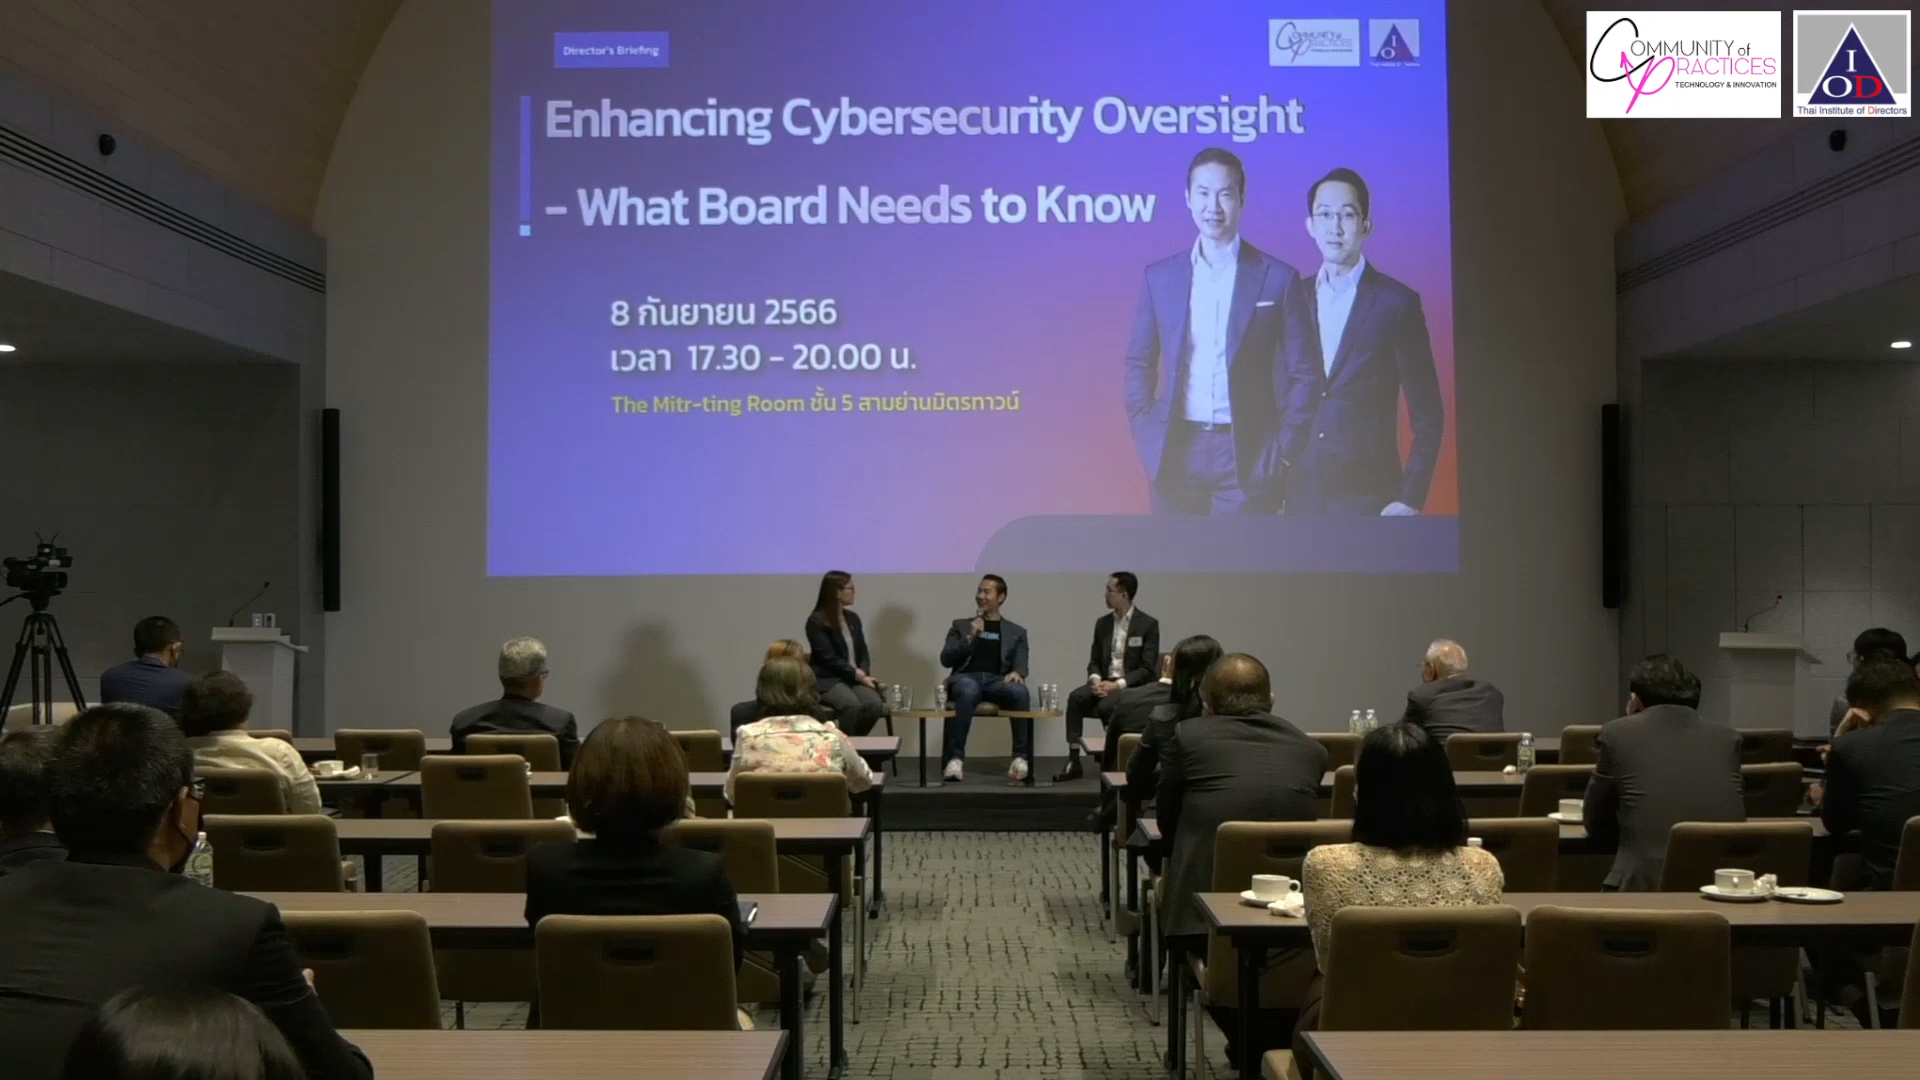 Director's Briefing
Enhancing Cybersecurity Oversight
- What Board Needs to Know
8 กันยายน 2566
เวลา 17.30 - 20.00 น.
The Mitr-ting Room ชั้น 5 สามย่านมิตรทาวน์
COMMUNITY of
PRACTICES
TECHNOLOGY & INNOVATION
IOD
Thai Institute of Directors